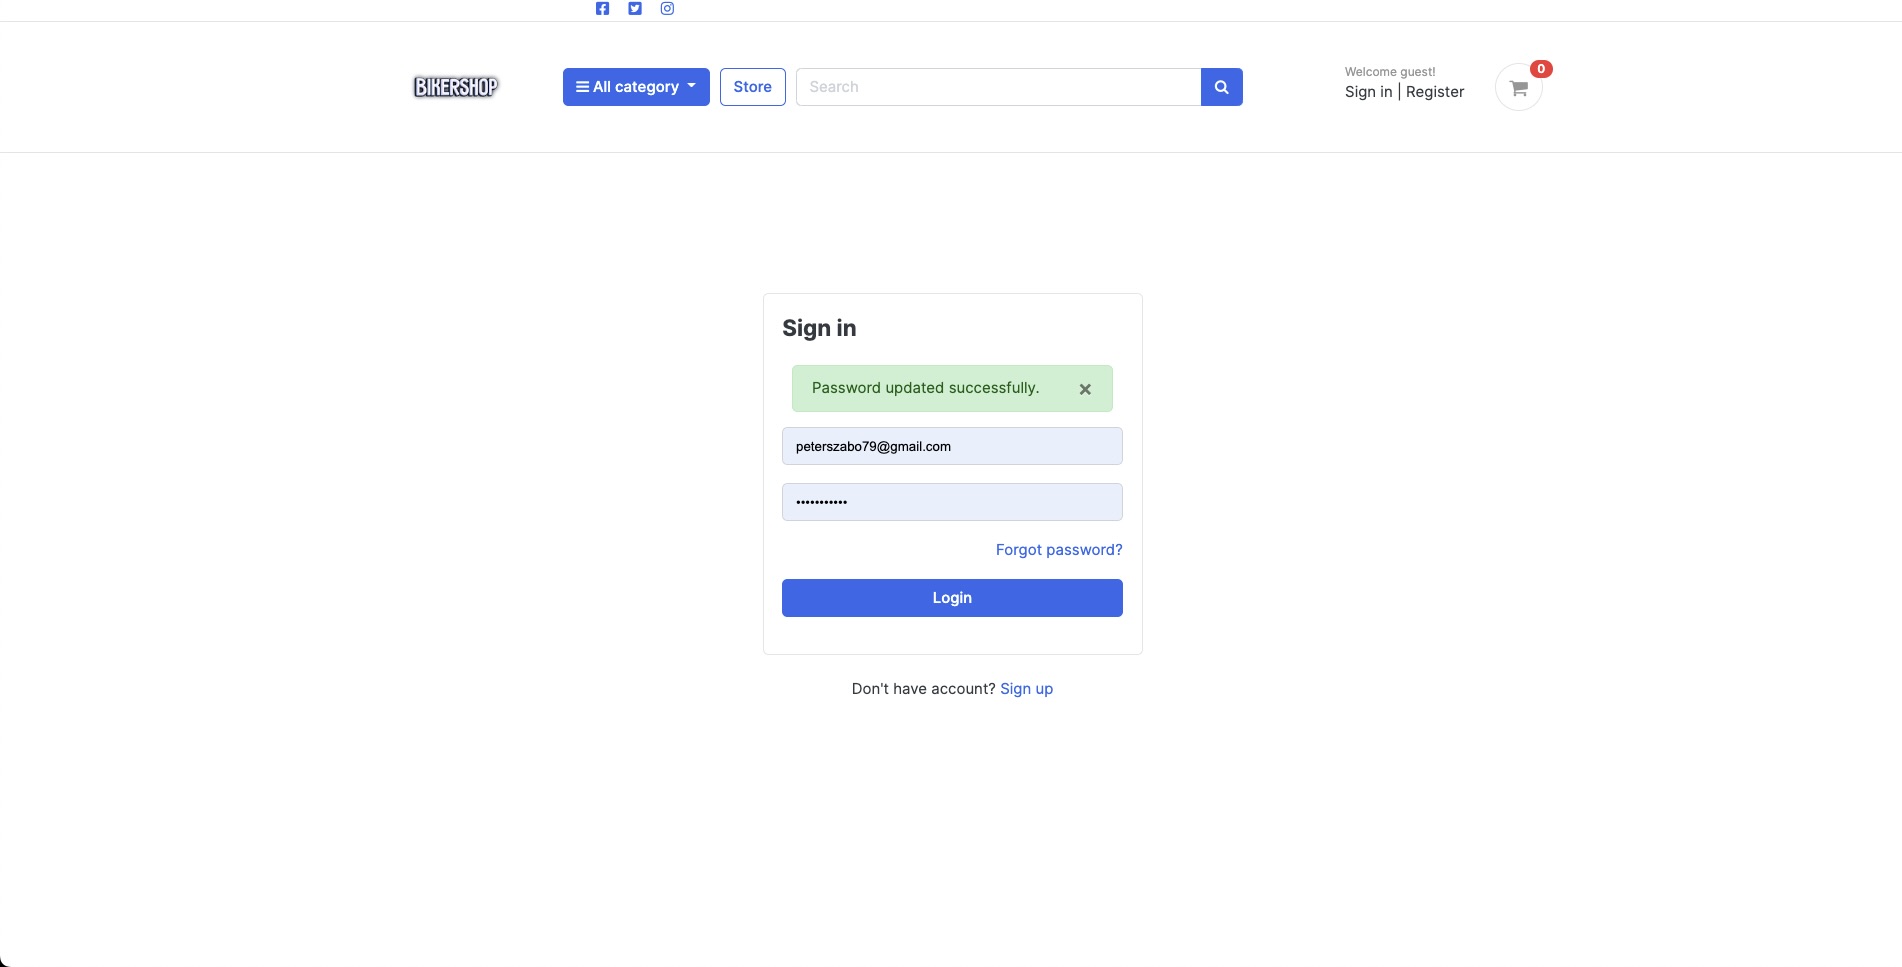 BIKERSHOP
All category
Store
Search
Welcome guest!
Sign in | Register
0
Sign in
Password updated successfully.
peterszabo79@gmail.com
•••••••••••
Forgot password?
Login
Don't have account? Sign up